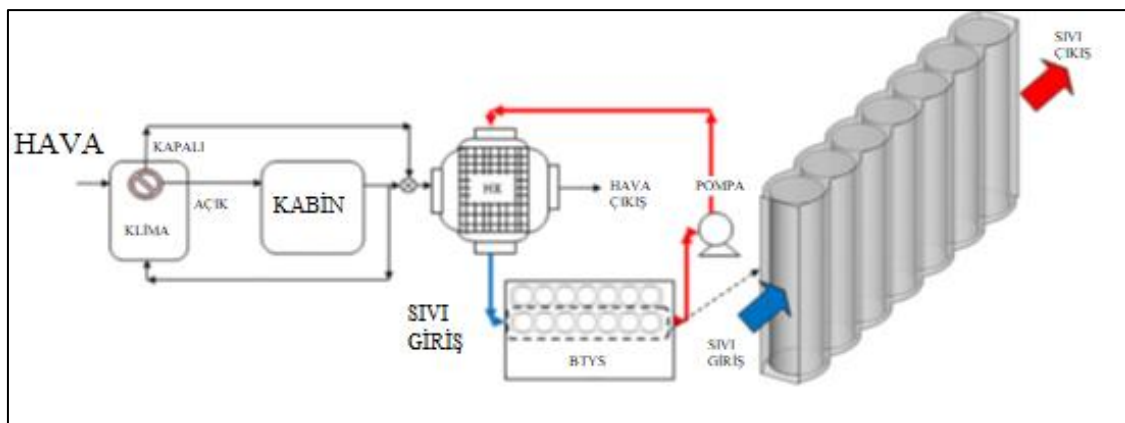 HAVA
KAPALI
AÇIK
KLİMA
KABİN
HR
HAVA
ÇIKIŞ
POMPA
SIVI
GİRİŞ
BTYS
SIVI
GİRİŞ
SIVI
ÇIKIŞ